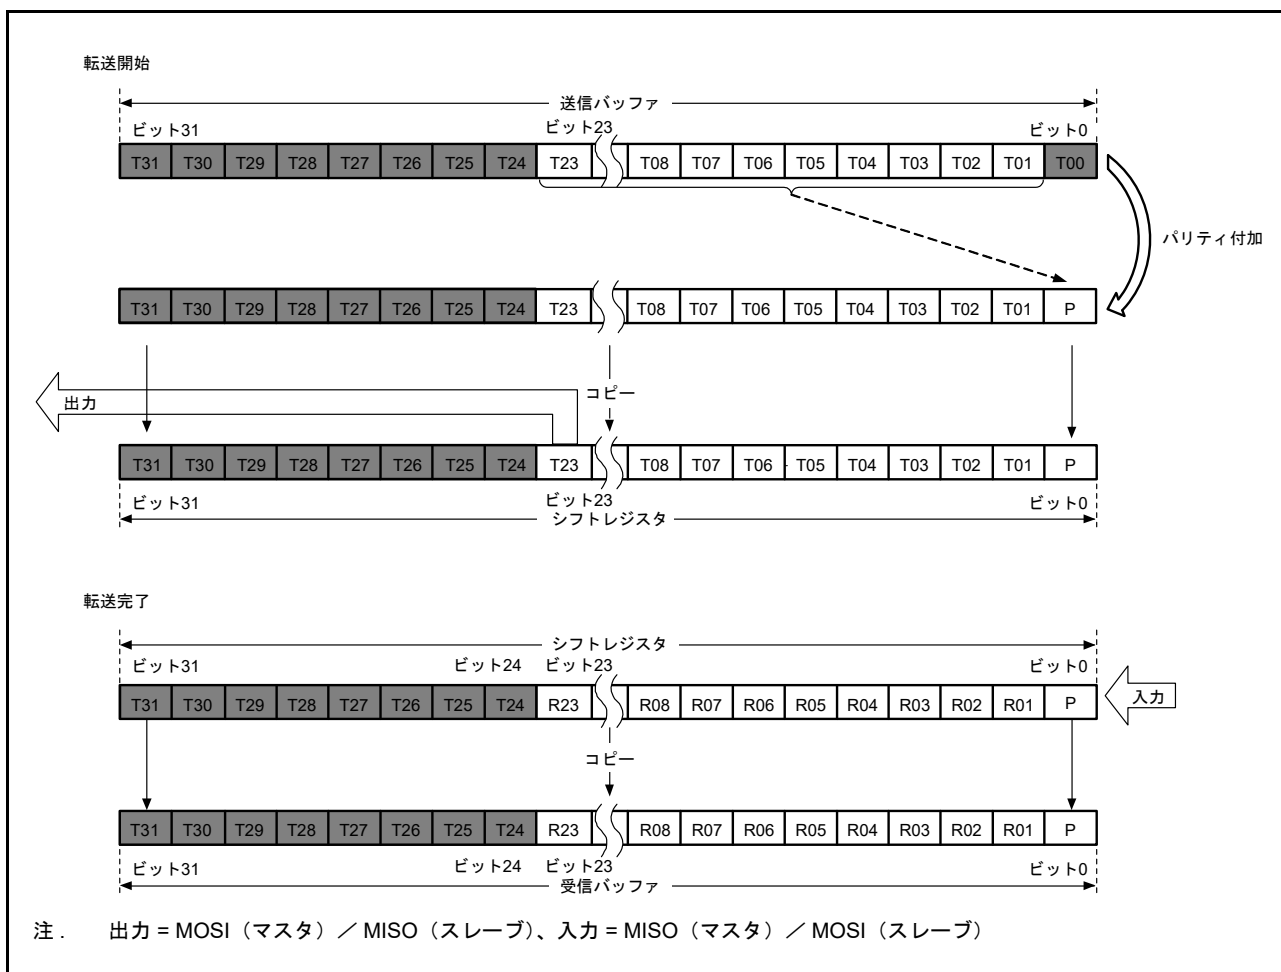 転送開始
送信バッファ
ビット31 ビット23 ビット0
T31 T30 T29 T28 T27 T26 T25 T24 T23 T08 T07 T06 T05 T04 T03 T02 T01 T00
パリティ付加
T31 T30 T29 T28 T27 T26 T25 T24 T23 T08 T07 T06 T05 T04 T03 T02 T01 P
コピー
出力
T31 T30 T29 T28 T27 T26 T25 T24 T23 T08 T07 T06 T05 T04 T03 T02 T01 P
ビット31 ビット23 ビット0
シフトレジスタ
転送完了
シフトレジスタ
ビット31 ビット24 ビット23 ビット0
T31 T30 T29 T28 T27 T26 T25 T24 R23 R08 R07 R06 R05 R04 R03 R02 R01 P
入力
コピー
T31 T30 T29 T28 T27 T26 T25 T24 R23 R08 R07 R06 R05 R04 R03 R02 R01 P
ビット31 ビット24 ビット23 ビット0
受信バッファ
注. 出力 = MOSI（マスタ）／ MISO（スレーブ）、入力 = MISO（マスタ）／ MOSI（スレーブ）